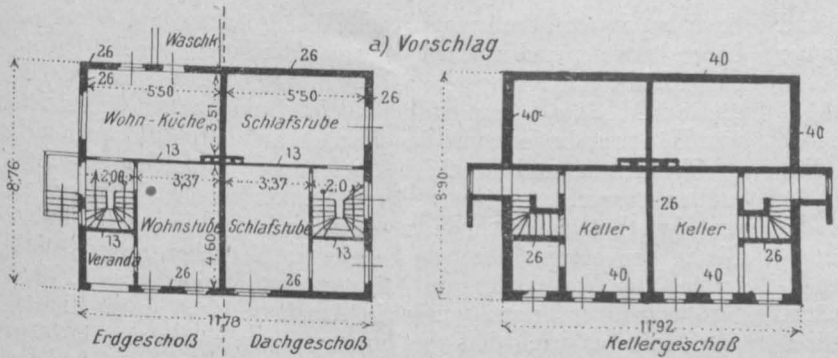 Waschk
a) Vorschlag
26
26
40
26
5·50
5·50
26
40
40
Wohn-Küche
3,51
Schlafstube
13
13
8,76
8·90
2,00
3,37
3,37
2,0
26
Wohnstube
Schlafstube
Keller
Keller
13
4,60
13
26
26
Veranda
26
26
40
40
11,78
11'92
Erdgeschoß
Dachgeschoß
Kellergeschoß